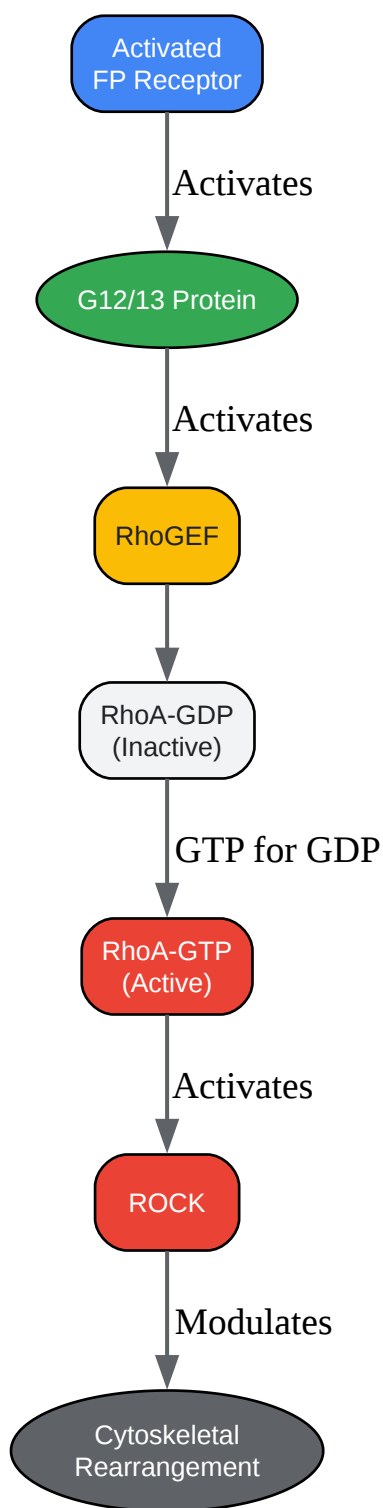 Activated
FP Receptor
Activates
G12/13 Protein
Activates
RhoGEF
RhoA-GDP
(Inactive)
GTP for GDP
RhoA-GTP
(Active)
Activates
ROCK
Modulates
Cytoskeletal
Rearrangement